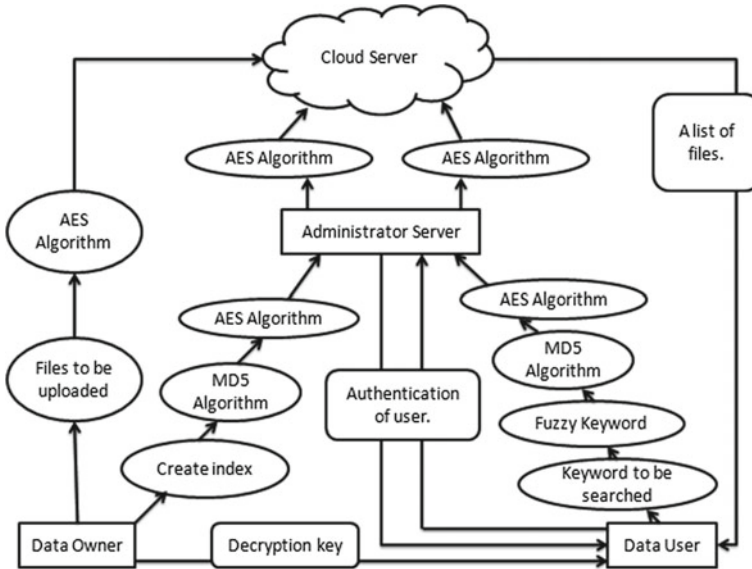 Cloud Server
A list of
files.
AES Algorithm
AES Algorithm
AES
Algorithm
Administrator Server
AES Algorithm
AES Algorithm
Files to be
uploaded
MD5
Algorithm
Authentication
of user.
MD5
Algorithm
Fuzzy Keyword
Create index
Keyword to be
searched
Data Owner
Decryption key
Data User